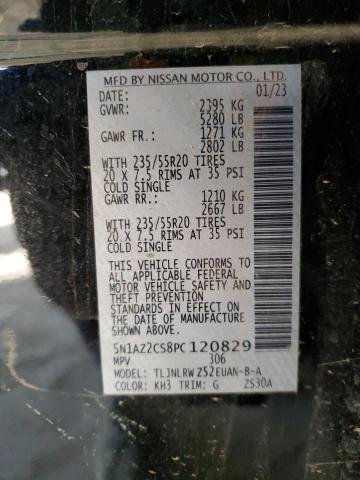 MFD BY NISSAN MOTOR CO., LTD.
DATE: 01/23
GVWR: 2395 KG
5280 LB
GAWR FR.: 1271 KG
2802 LB
WITH 235/55R20 TIRES
20 X 7.5 RIMS AT 35 PSI
COLD SINGLE
GAWR RR.: 1210 KG
2667 LB
WITH 235/55R20 TIRES
20 X 7.5 RIMS AT 35 PSI
COLD SINGLE
THIS VEHICLE CONFORMS TO
ALL APPLICABLE FEDERAL
MOTOR VEHICLE SAFETY
AND THEFT PREVENTION
STANDARDS IN EFFECT ON
THE DATE OF MANUFACTURE
SHOWN ABOVE.
5N1AZ2CS8PC120829
MPV 306
MODEL: TLJNLRW Z52EUAN-B-A
COLOR: KH3 TRIM: G ZS30A